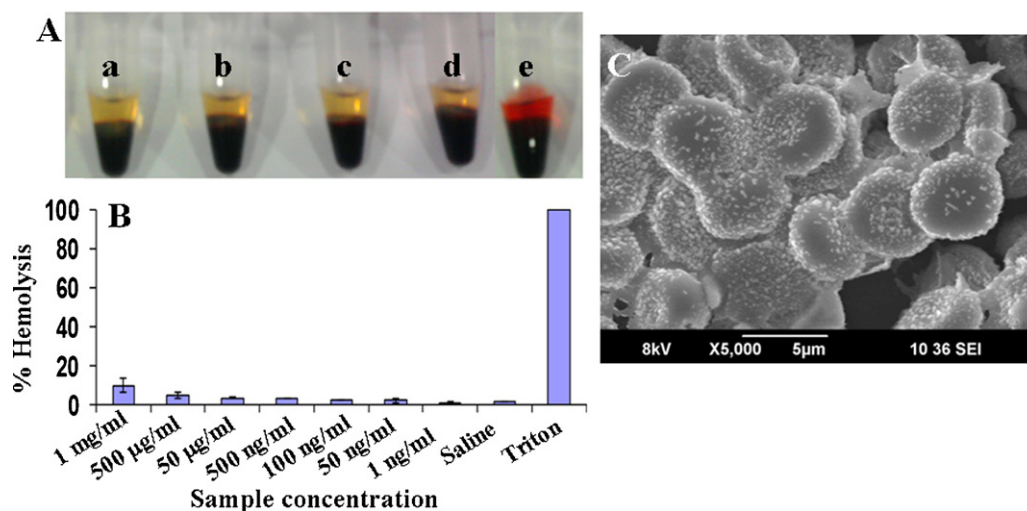 A
a b c d e
B
% Hemolysis
100
80
60
40
20
0
1 mg/ml
500 µg/ml
50 µg/ml
500 ng/ml
100 ng/ml
50 ng/ml
1 ng/ml
Saline
Triton
Sample concentration
C
8kV X5,000 5µm 10 36 SEI